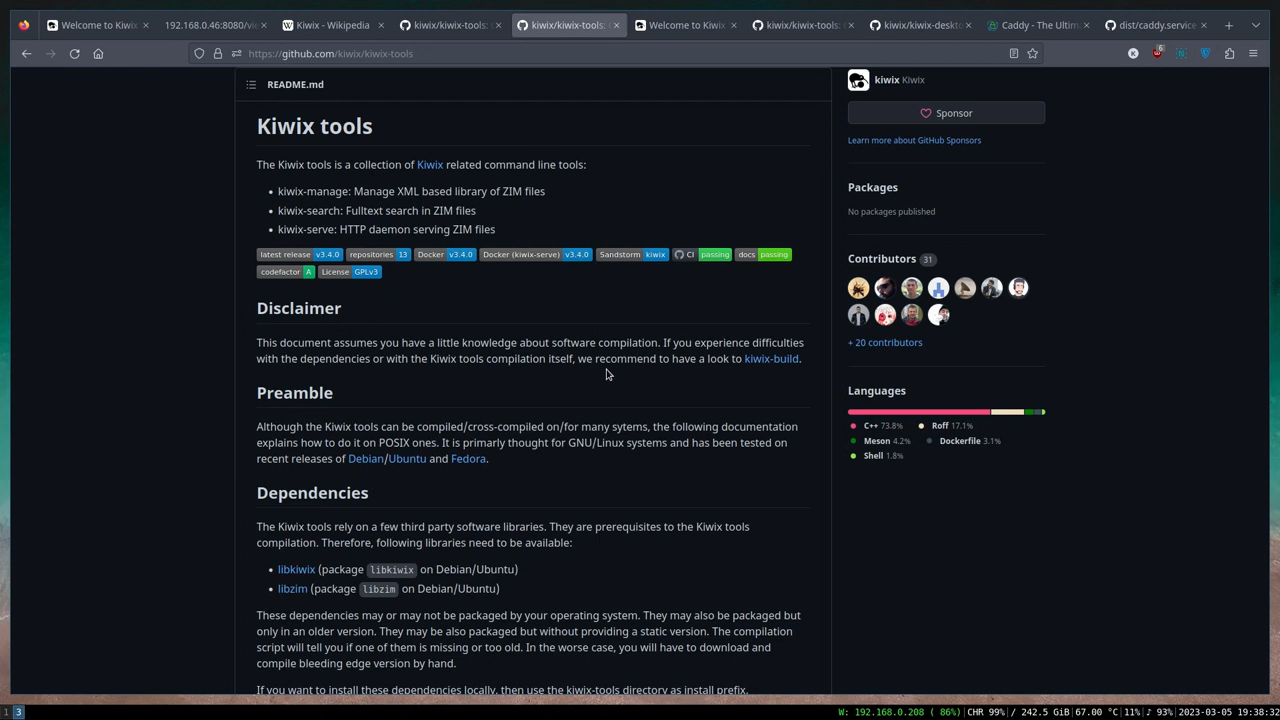 Welcome to Kiwix
192.168.0.46:8080/vi
Kiwix - Wikipedia
kiwix/kiwix-tools:
kiwix/kiwix-tools:
Welcome to Kiwix
kiwix/kiwix-tools:
kiwix/kiwix-deskto
Caddy - The Ultim
dist/caddy.service
https://github.com/kiwix/kiwix-tools
6
README.md
Kiwix tools
The Kiwix tools is a collection of Kiwix related command line tools:
• kiwix-manage: Manage XML based library of ZIM files
• kiwix-search: Fulltext search in ZIM files
• kiwix-serve: HTTP daemon serving ZIM files
latest release v3.4.0 repositories 13 Docker v3.4.0 Docker (kiwix-serve) v3.4.0 Sandstorm kiwix CI passing docs passing
codefactor A License GPLv3
Disclaimer
This document assumes you have a little knowledge about software compilation. If you experience difficulties
with the dependencies or with the Kiwix tools compilation itself, we recommend to have a look to kiwix-build.
Preamble
Although the Kiwix tools can be compiled/cross-compiled on/for many sytems, the following documentation
explains how to do it on POSIX ones. It is primarly thought for GNU/Linux systems and has been tested on
recent releases of Debian/Ubuntu and Fedora.
Dependencies
The Kiwix tools rely on a few third party software libraries. They are prerequisites to the Kiwix tools
compilation. Therefore, following libraries need to be available:
• libkiwix (package libkiwix on Debian/Ubuntu)
• libzim (package libzim on Debian/Ubuntu)
These dependencies may or may not be packaged by your operating system. They may also be packaged but
only in an older version. They may be also packaged but without providing a static version. The compilation
script will tell you if one of them is missing or too old. In the worse case, you will have to download and
compile bleeding edge version by hand.
If you want to install these dependencies locally, then use the kiwix-tools directory as install prefix.
kiwix Kiwix
Sponsor
Learn more about GitHub Sponsors
Packages
No packages published
Contributors 31
+ 20 contributors
Languages
C++ 73.8% Roff 17.1%
Meson 4.2% Dockerfile 3.1%
Shell 1.8%
1 3
W: 192.168.0.208 ( 86%)|CHR 99%|/ 242.5 GiB|67.00 °C|11%|♪ 93%|2023-03-05 19:38:32